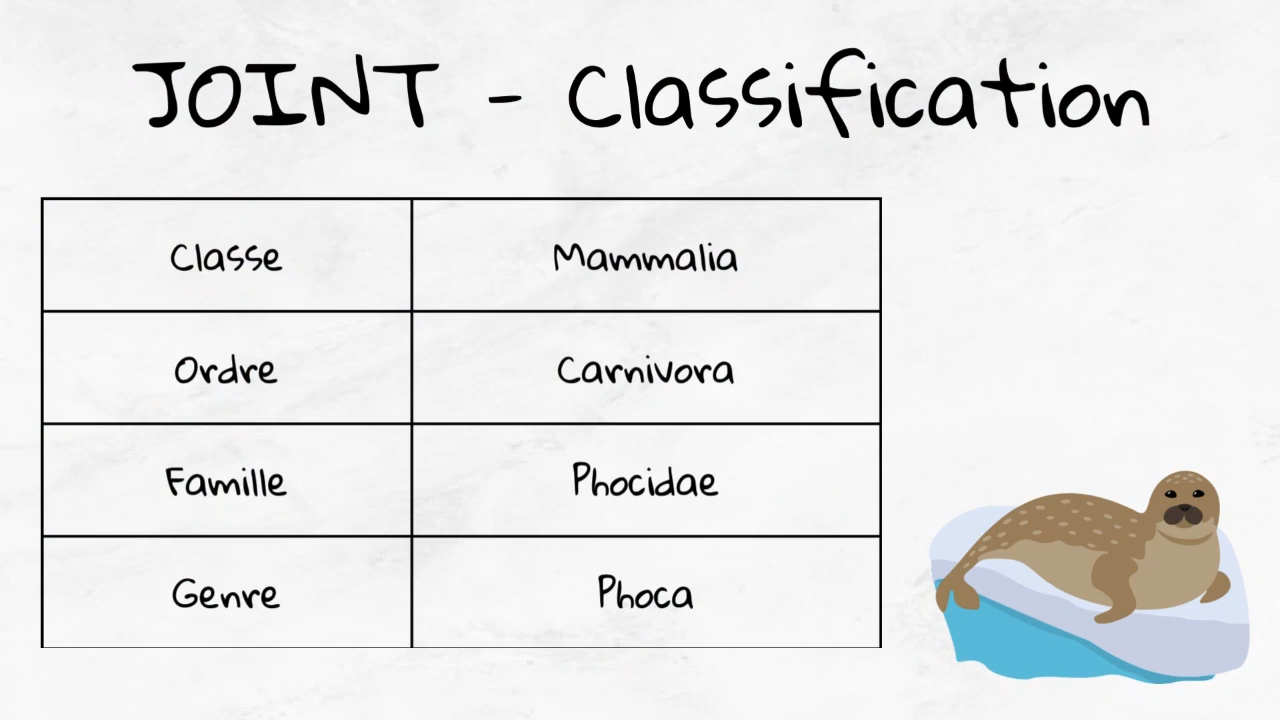 JOINT - Classification
Classe Mammalia
Ordre Carnivora
Famille Phocidae
Genre Phoca